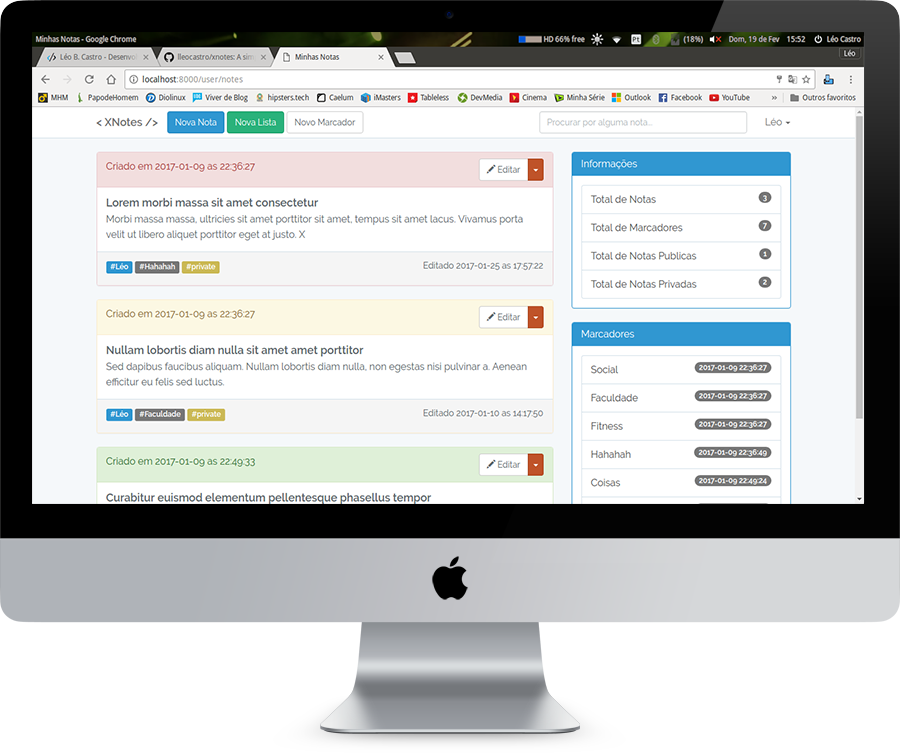 Minhas Notas - Google Chrome
HD 66% free
Pt
(18%)
Dom, 19 de Fev
15:52
Léo Castro
Léo B. Castro - Desenvo
lleocastro/xnotes: A sim
Minhas Notas
Léo
localhost:8000/user/notes
MHM
PapodeHomem
Diolinux
Viver de Blog
hipsters.tech
Caelum
iMasters
Tableless
DevMedia
Cinema
Minha Série
Outlook
Facebook
YouTube
»
Outros favoritos
< XNotes />
Nova Nota
Nova Lista
Novo Marcador
Procurar por alguma nota...
Léo
Criado em 2017-01-09 as 22:36:27
Editar
Lorem morbi massa sit amet consectetur
Morbi massa massa, ultricies sit amet porttitor sit amet, tempus sit amet lacus. Vivamus porta
velit ut libero aliquet porttitor eget at justo. X
#Léo
#Hahahah
#private
Editado 2017-01-25 as 17:57:22
Criado em 2017-01-09 as 22:36:27
Editar
Nullam lobortis diam nulla sit amet amet porttitor
Sed dapibus faucibus aliquam. Nullam lobortis diam nulla, non egestas nisi pulvinar a. Aenean
efficitur eu felis sed luctus.
#Léo
#Faculdade
#private
Editado 2017-01-10 as 14:17:50
Criado em 2017-01-09 as 22:49:33
Editar
Curabitur euismod elementum pellentesque phasellus tempor
Informações
Total de Notas
3
Total de Marcadores
7
Total de Notas Publicas
1
Total de Notas Privadas
2
Marcadores
Social
2017-01-09 22:36:27
Faculdade
2017-01-09 22:36:27
Fitness
2017-01-09 22:36:27
Hahahah
2017-01-09 22:36:49
Coisas
2017-01-09 22:49:24